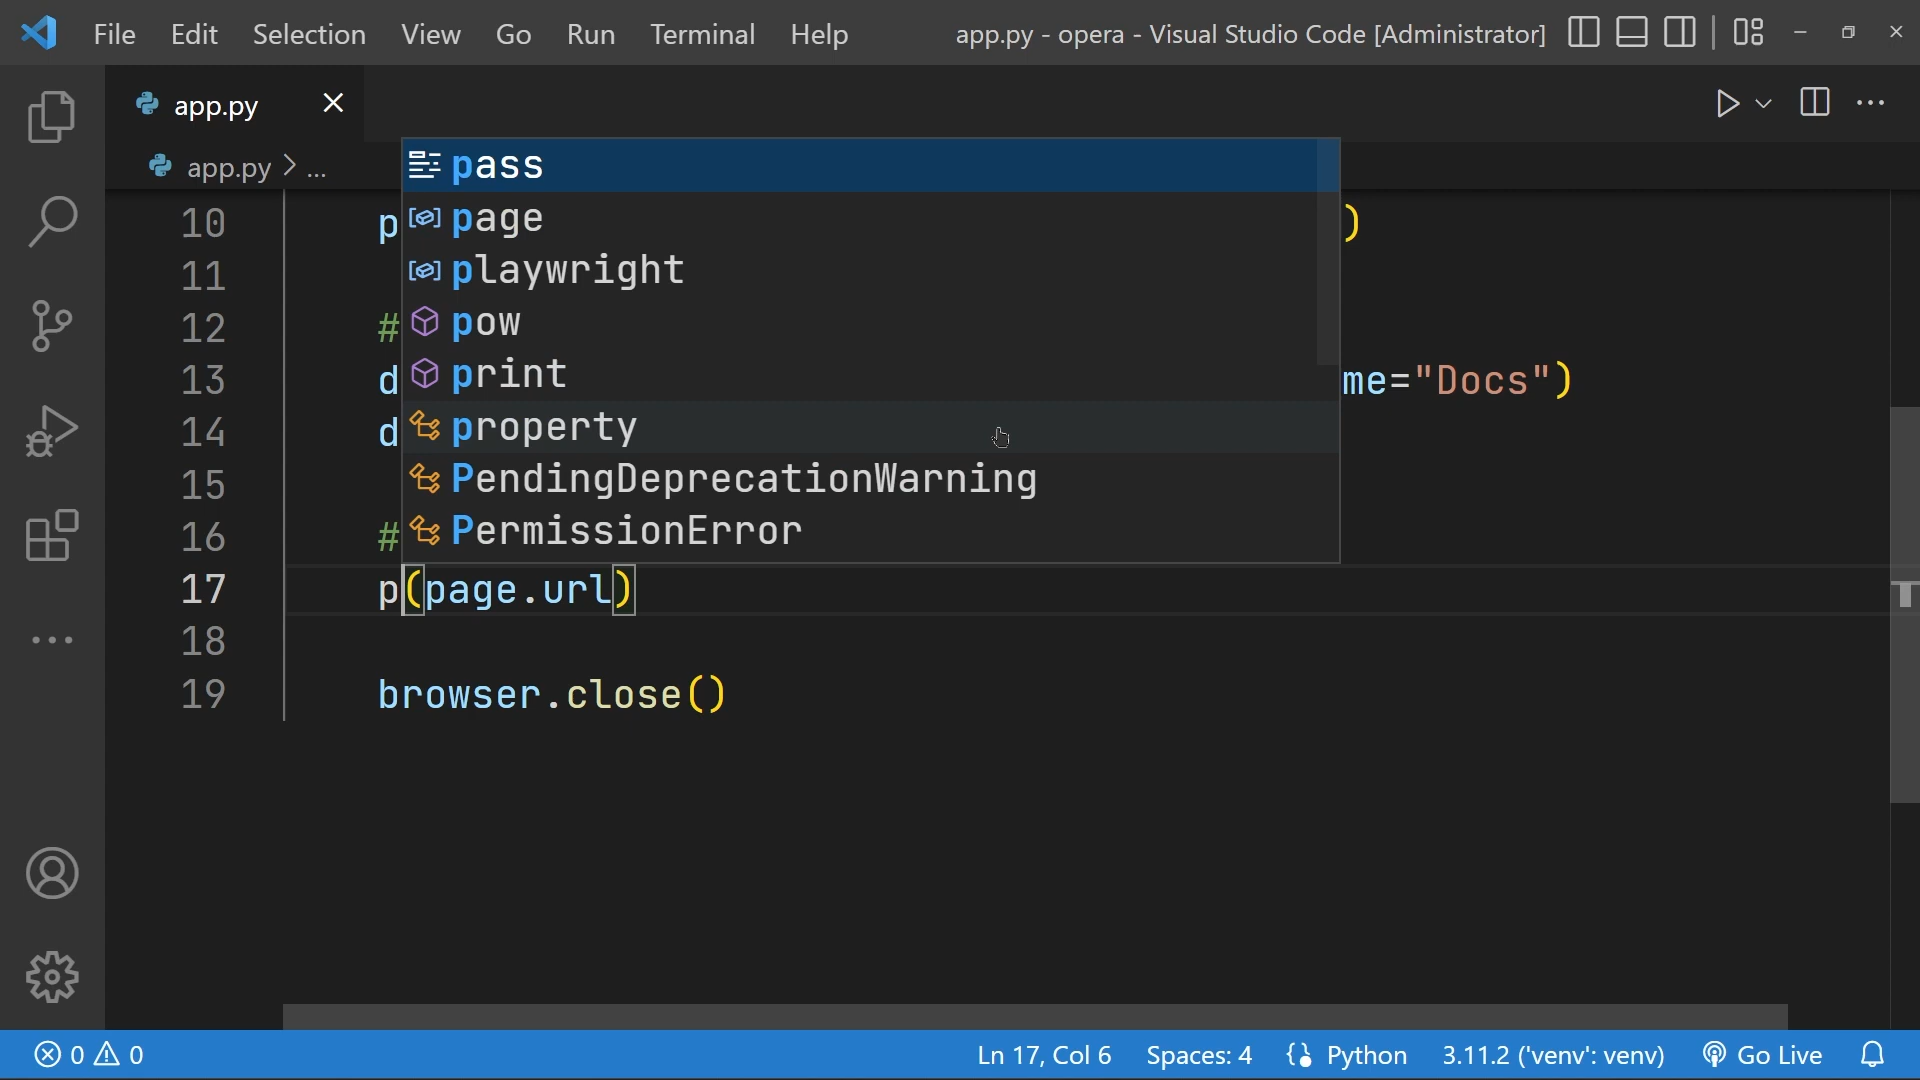 File Edit Selection View Go Run Terminal Help app.py - opera - Visual Studio Code [Administrator]
app.py
app.py > ...
pass
page
playwright
pow
print
property
PendingDeprecationWarning
PermissionError
10 p )
11
12 #
13 d me="Docs")
14 d
15
16 #
17 p(page.url)
18
19 browser.close()
0 0 Ln 17, Col 6 Spaces: 4 Python 3.11.2 ('venv': venv) Go Live